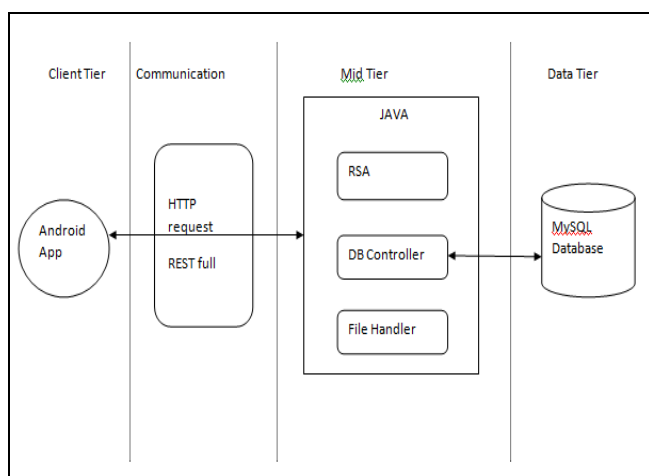 Client Tier
Communication
Mid Tier
Data Tier
JAVA
RSA
HTTP
request
REST full
Android
App
DB Controller
MySQL
Database
File Handler